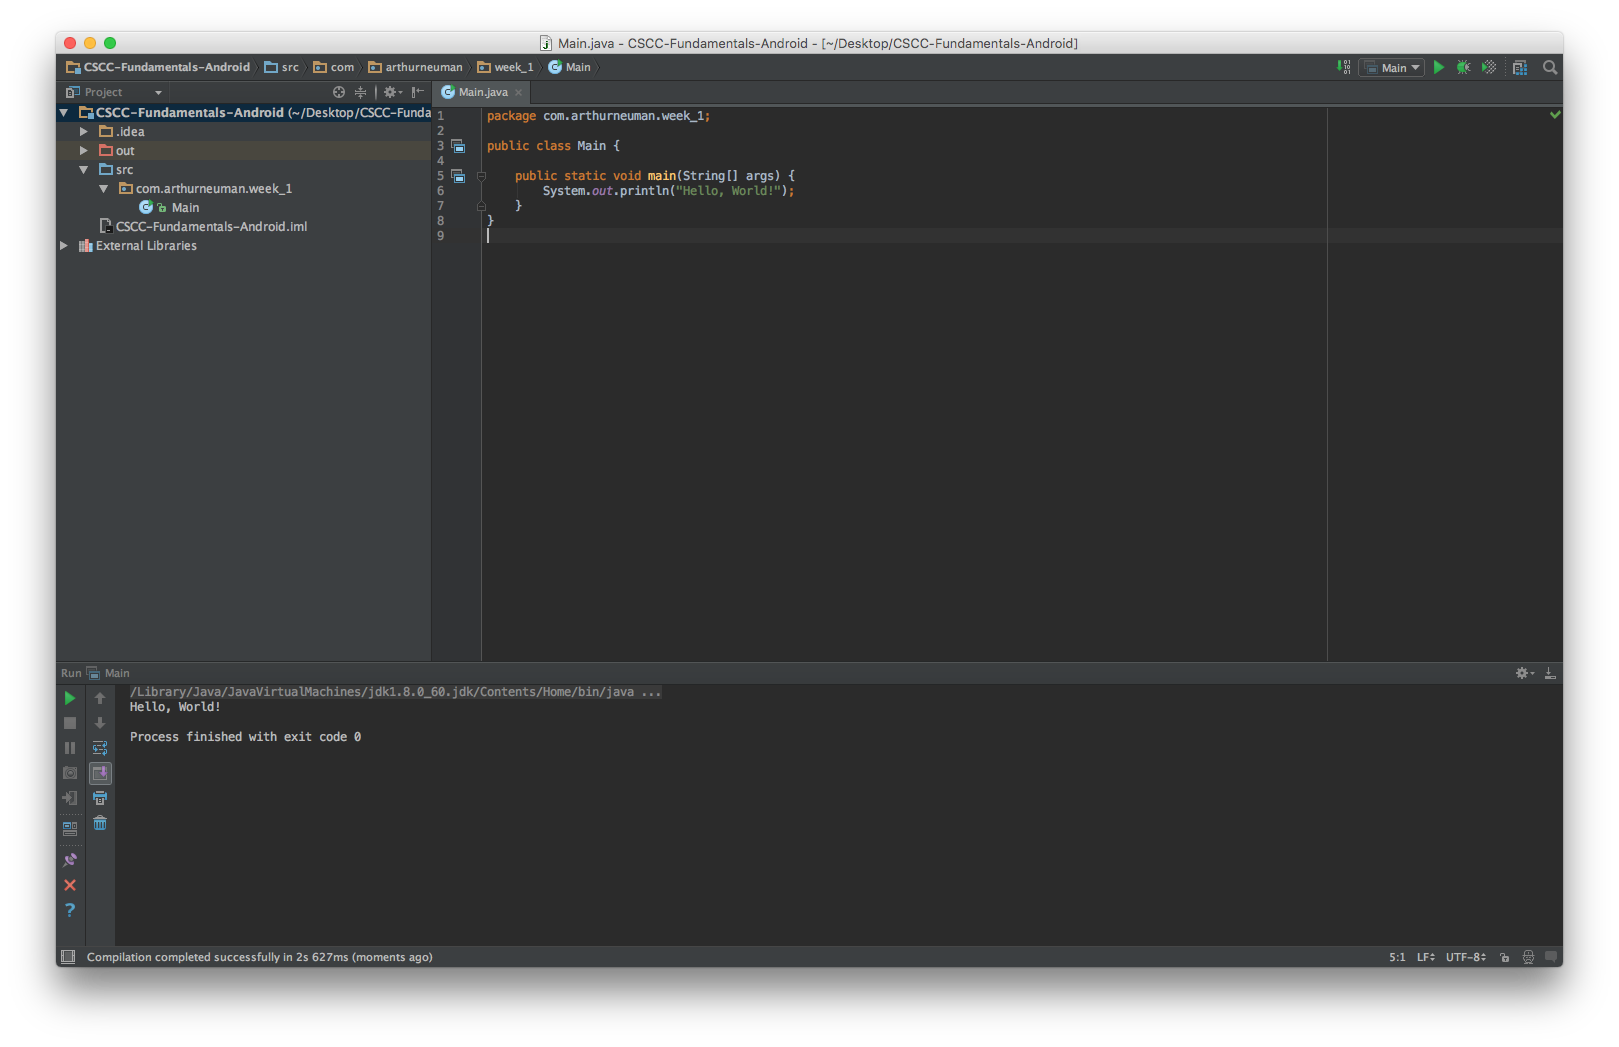 Main.java - CSCC-Fundamentals-Android - [~/Desktop/CSCC-Fundamentals-Android]
CSCC-Fundamentals-Android src com arthurneuman week_1 Main
Main
Project
Main.java
CSCC-Fundamentals-Android (~/Desktop/CSCC-Funda
.idea
out
src
com.arthurneuman.week_1
Main
CSCC-Fundamentals-Android.iml
External Libraries
1 package com.arthurneuman.week_1;
2
3 public class Main {
4
5 public static void main(String[] args) {
6 System.out.println("Hello, World!");
7 }
8 }
9
Run Main
/Library/Java/JavaVirtualMachines/jdk1.8.0_60.jdk/Contents/Home/bin/java ...
Hello, World!
Process finished with exit code 0
Compilation completed successfully in 2s 627ms (moments ago)
5:1 LF UTF-8